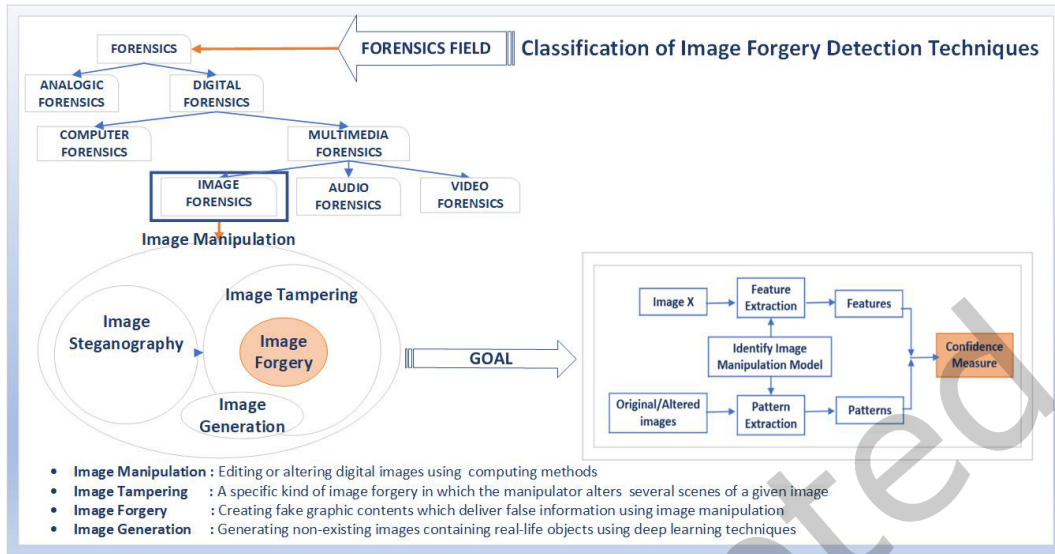 FORENSICS
FORENSICS FIELD
Classification of Image Forgery Detection Techniques
ANALOGIC
FORENSICS
DIGITAL
FORENSICS
COMPUTER
FORENSICS
MULTIMEDIA
FORENSICS
IMAGE
FORENSICS
AUDIO
FORENSICS
VIDEO
FORENSICS
Image Manipulation
Image
Steganography
Image Tampering
Image
Forgery
Image
Generation
GOAL
Image X
Feature
Extraction
Features
Identify Image
Manipulation Model
Confidence
Measure
Original/Altered
images
Pattern
Extraction
Patterns
• Image Manipulation : Editing or altering digital images using computing methods
• Image Tampering : A specific kind of image forgery in which the manipulator alters several scenes of a given image
• Image Forgery : Creating fake graphic contents which deliver false information using image manipulation
• Image Generation : Generating non-existing images containing real-life objects using deep learning techniques